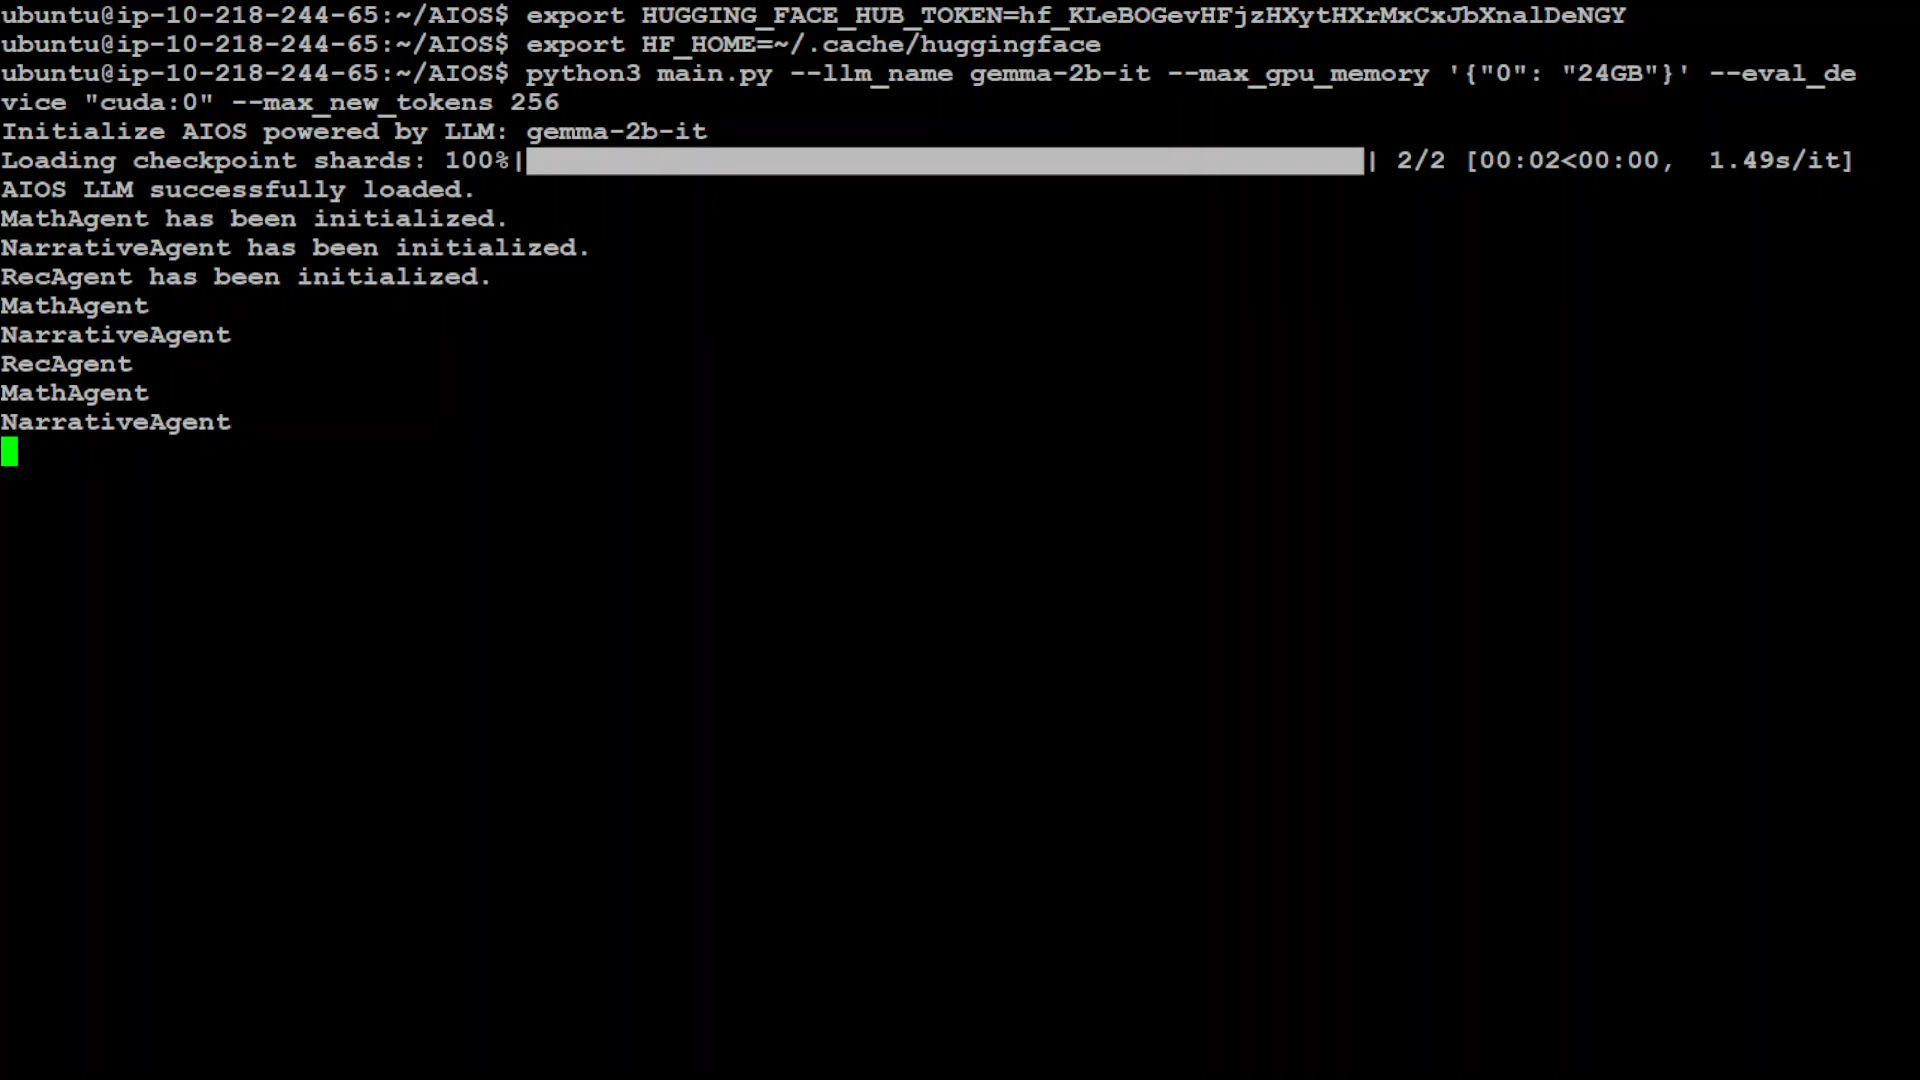 ubuntu@ip-10-218-244-65:~/AIOS$ export HUGGING_FACE_HUB_TOKEN=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
ubuntu@ip-10-218-244-65:~/AIOS$ export HF_HOME=~/.cache/huggingface
ubuntu@ip-10-218-244-65:~/AIOS$ python3 main.py --llm_name gemma-2b-it --max_gpu_memory '{"0": "24GB"}' --eval_de
vice "cuda:0" --max_new_tokens 256
Initialize AIOS powered by LLM: gemma-2b-it
Loading checkpoint shards: 100%|                                                   | 2/2 [00:02<00:00,  1.49s/it]
AIOS LLM successfully loaded.
MathAgent has been initialized.
NarrativeAgent has been initialized.
RecAgent has been initialized.
MathAgent
NarrativeAgent
RecAgent
MathAgent
NarrativeAgent